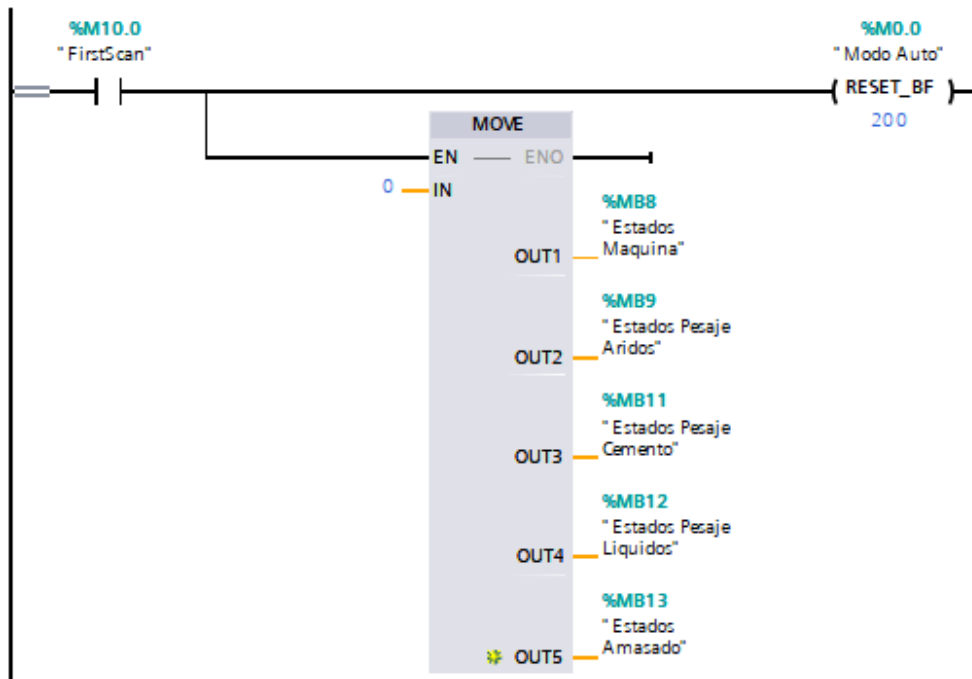 %M10.0
"FirstScan"
%M0.0
"Modo Auto"
RESET_BF
200
MOVE
EN
ENO
0
IN
%MB8
"Estados
Maquina"
OUT1
%MB9
"Estados Pesaje
Aridos"
OUT2
%MB11
"Estados Pesaje
Cemento"
OUT3
%MB12
"Estados Pesaje
Liquidos"
OUT4
%MB13
"Estados
Amasado"
OUT5